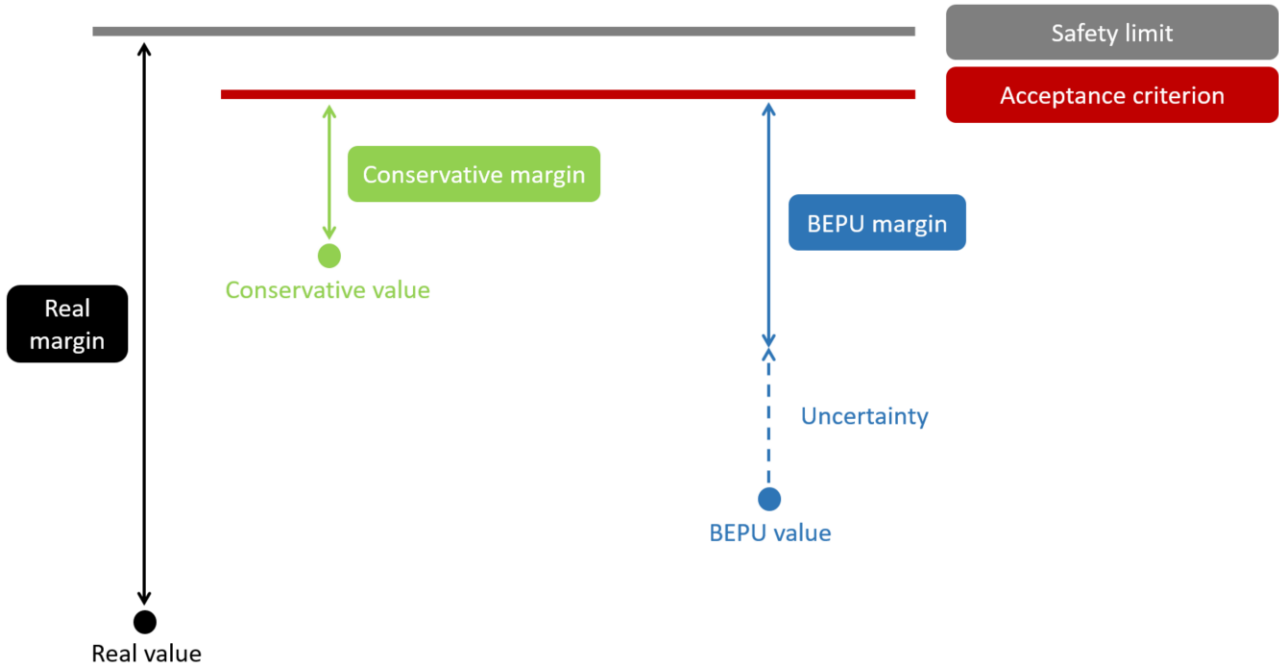 Safety limit
Acceptance criterion
Conservative margin
BEPU margin
Conservative value
Real
margin
Uncertainty
BEPU value
Real value